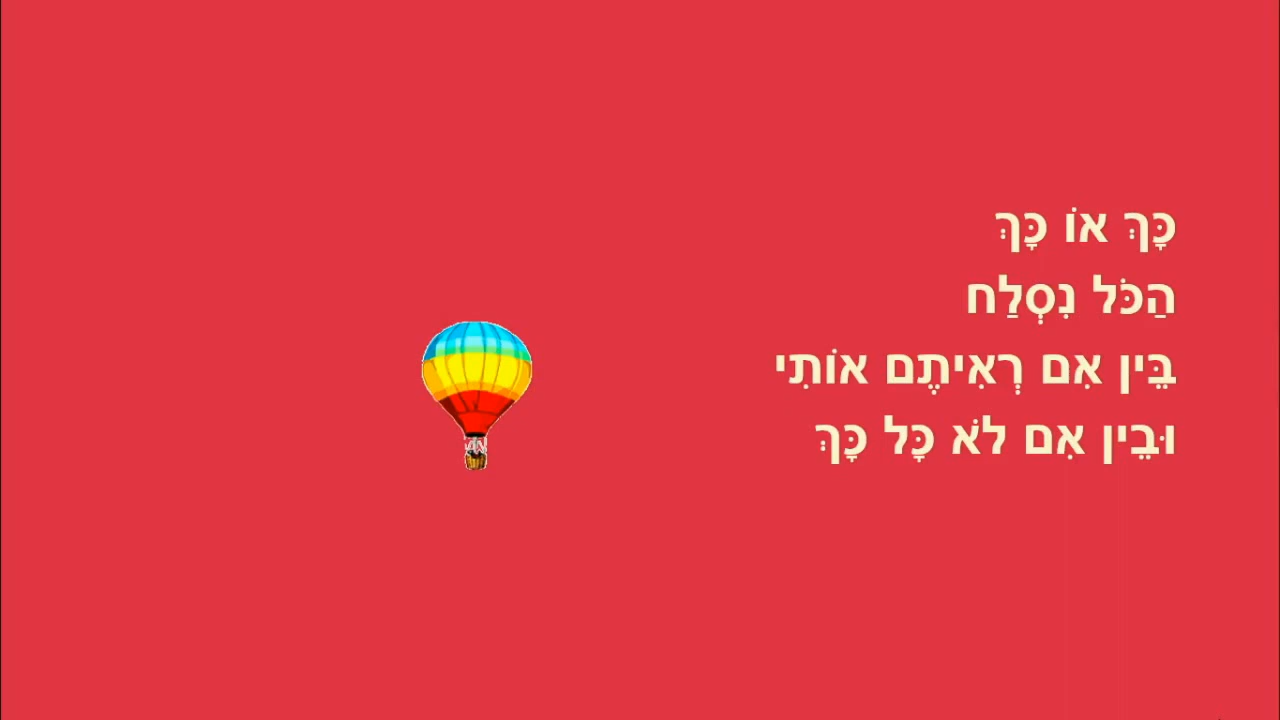 כָּךְ אוֹ כָּךְ
הַכֹּל נִסְלַח
בֵּין אִם רְאִיתֶם אוֹתִי
וּבֵין אִם לֹא כָּל כָּךְ